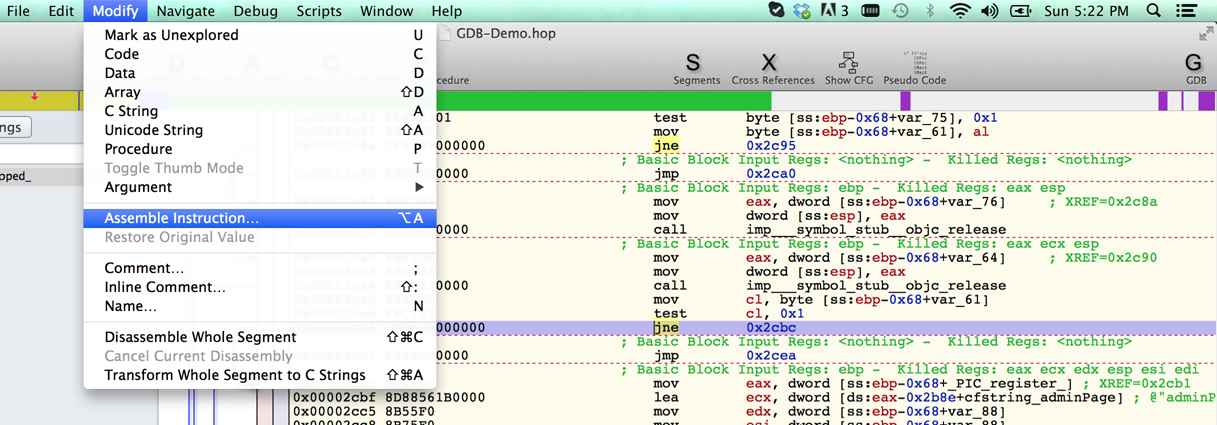 File Edit Modify Navigate Debug Scripts Window Help 3 Sun 5:22 PM
GDB-Demo.hop
S X G
Segments Cross References Show CFG Pseudo Code GDB
Mark as Unexplored U
Code C
Data D
Array ⇧D
C String A
Unicode String ⇧A
Procedure P
Toggle Thumb Mode T
Argument ▶
Assemble Instruction... ⌥A
Restore Original Value
Comment... ;
Inline Comment... ⇧:
Name... N
Disassemble Whole Segment ⇧⌘C
Cancel Current Disassembly
Transform Whole Segment to C Strings ⇧⌘A
test byte [ss:ebp-0x68+var_75], 0x1
mov byte [ss:ebp-0x68+var_61], al
jne 0x2c95
; Basic Block Input Regs: <nothing> - Killed Regs: <nothing>
jmp 0x2ca0
; Basic Block Input Regs: ebp - Killed Regs: eax esp
mov eax, dword [ss:ebp-0x68+var_76] ; XREF=0x2c8a
mov dword [ss:esp], eax
call imp___symbol_stub__objc_release
; Basic Block Input Regs: ebp - Killed Regs: eax ecx esp
mov eax, dword [ss:ebp-0x68+var_64] ; XREF=0x2c90
mov dword [ss:esp], eax
call imp___symbol_stub__objc_release
mov cl, byte [ss:ebp-0x68+var_61]
test cl, 0x1
jne 0x2cbc
; Basic Block Input Regs: <nothing> - Killed Regs: <nothing>
jmp 0x2cea
; Basic Block Input Regs: ebp - Killed Regs: eax ecx edx esp esi edi
mov eax, dword [ss:ebp-0x68+_PIC_register_] ; XREF=0x2cb1
0x00002cbf 8D88561B0000 lea ecx, dword [ds:eax-0x2b8e+cfstring_adminPage] ; @"adminP
0x00002cc5 8B55F0 mov edx, dword [ss:ebp-0x68+var_88]